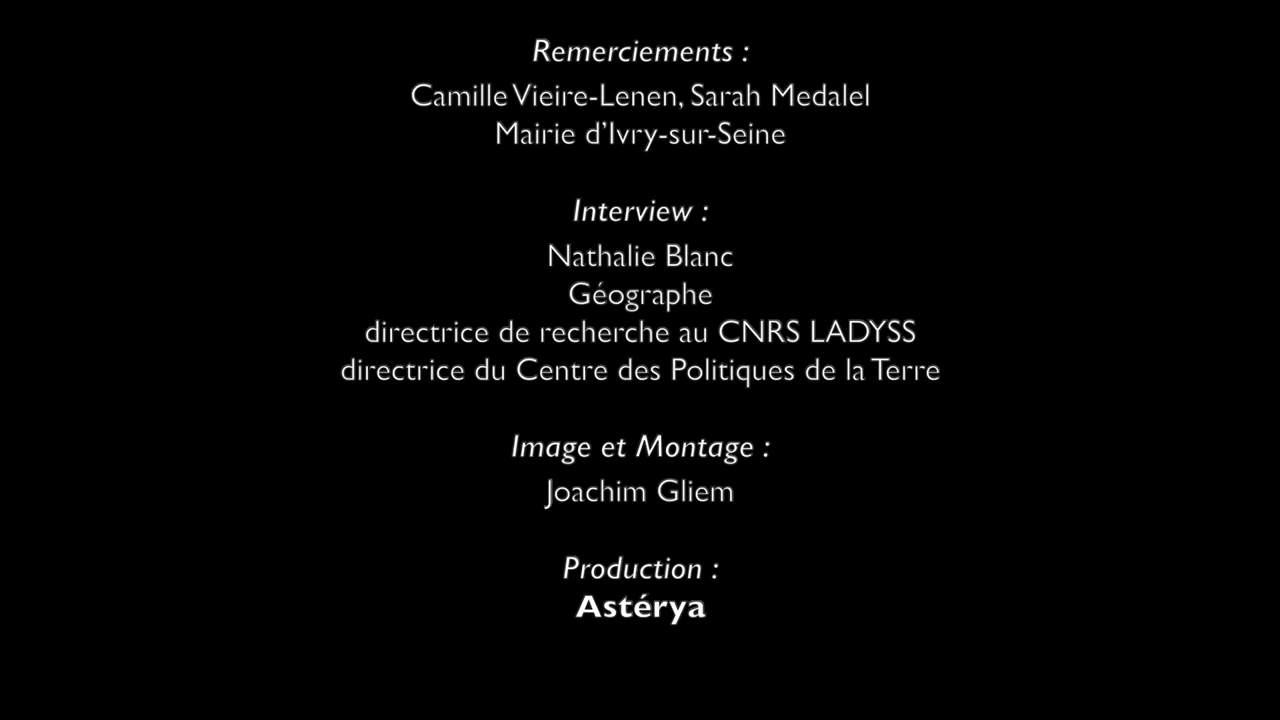 Remerciements :
Camille Vieire-Lenen, Sarah Medalel
Mairie d'Ivry-sur-Seine
Interview :
Nathalie Blanc
Géographe
directrice de recherche au CNRS LADYSS
directrice du Centre des Politiques de la Terre
Image et Montage :
Joachim Gliem
Production :
Astérya